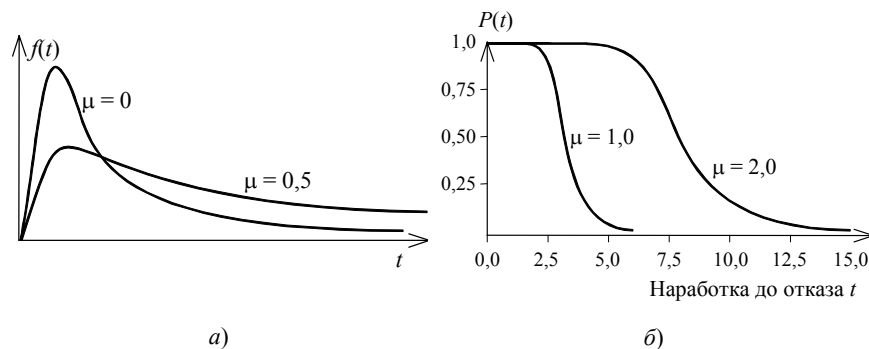 f(t)
μ = 0
μ = 0,5
t
а)
P(t)
1,0
0,75
0,50
0,25
μ = 1,0
μ = 2,0
0,0 2,5 5,0 7,5 10,0 12,5 15,0
Наработка до отказа t
б)